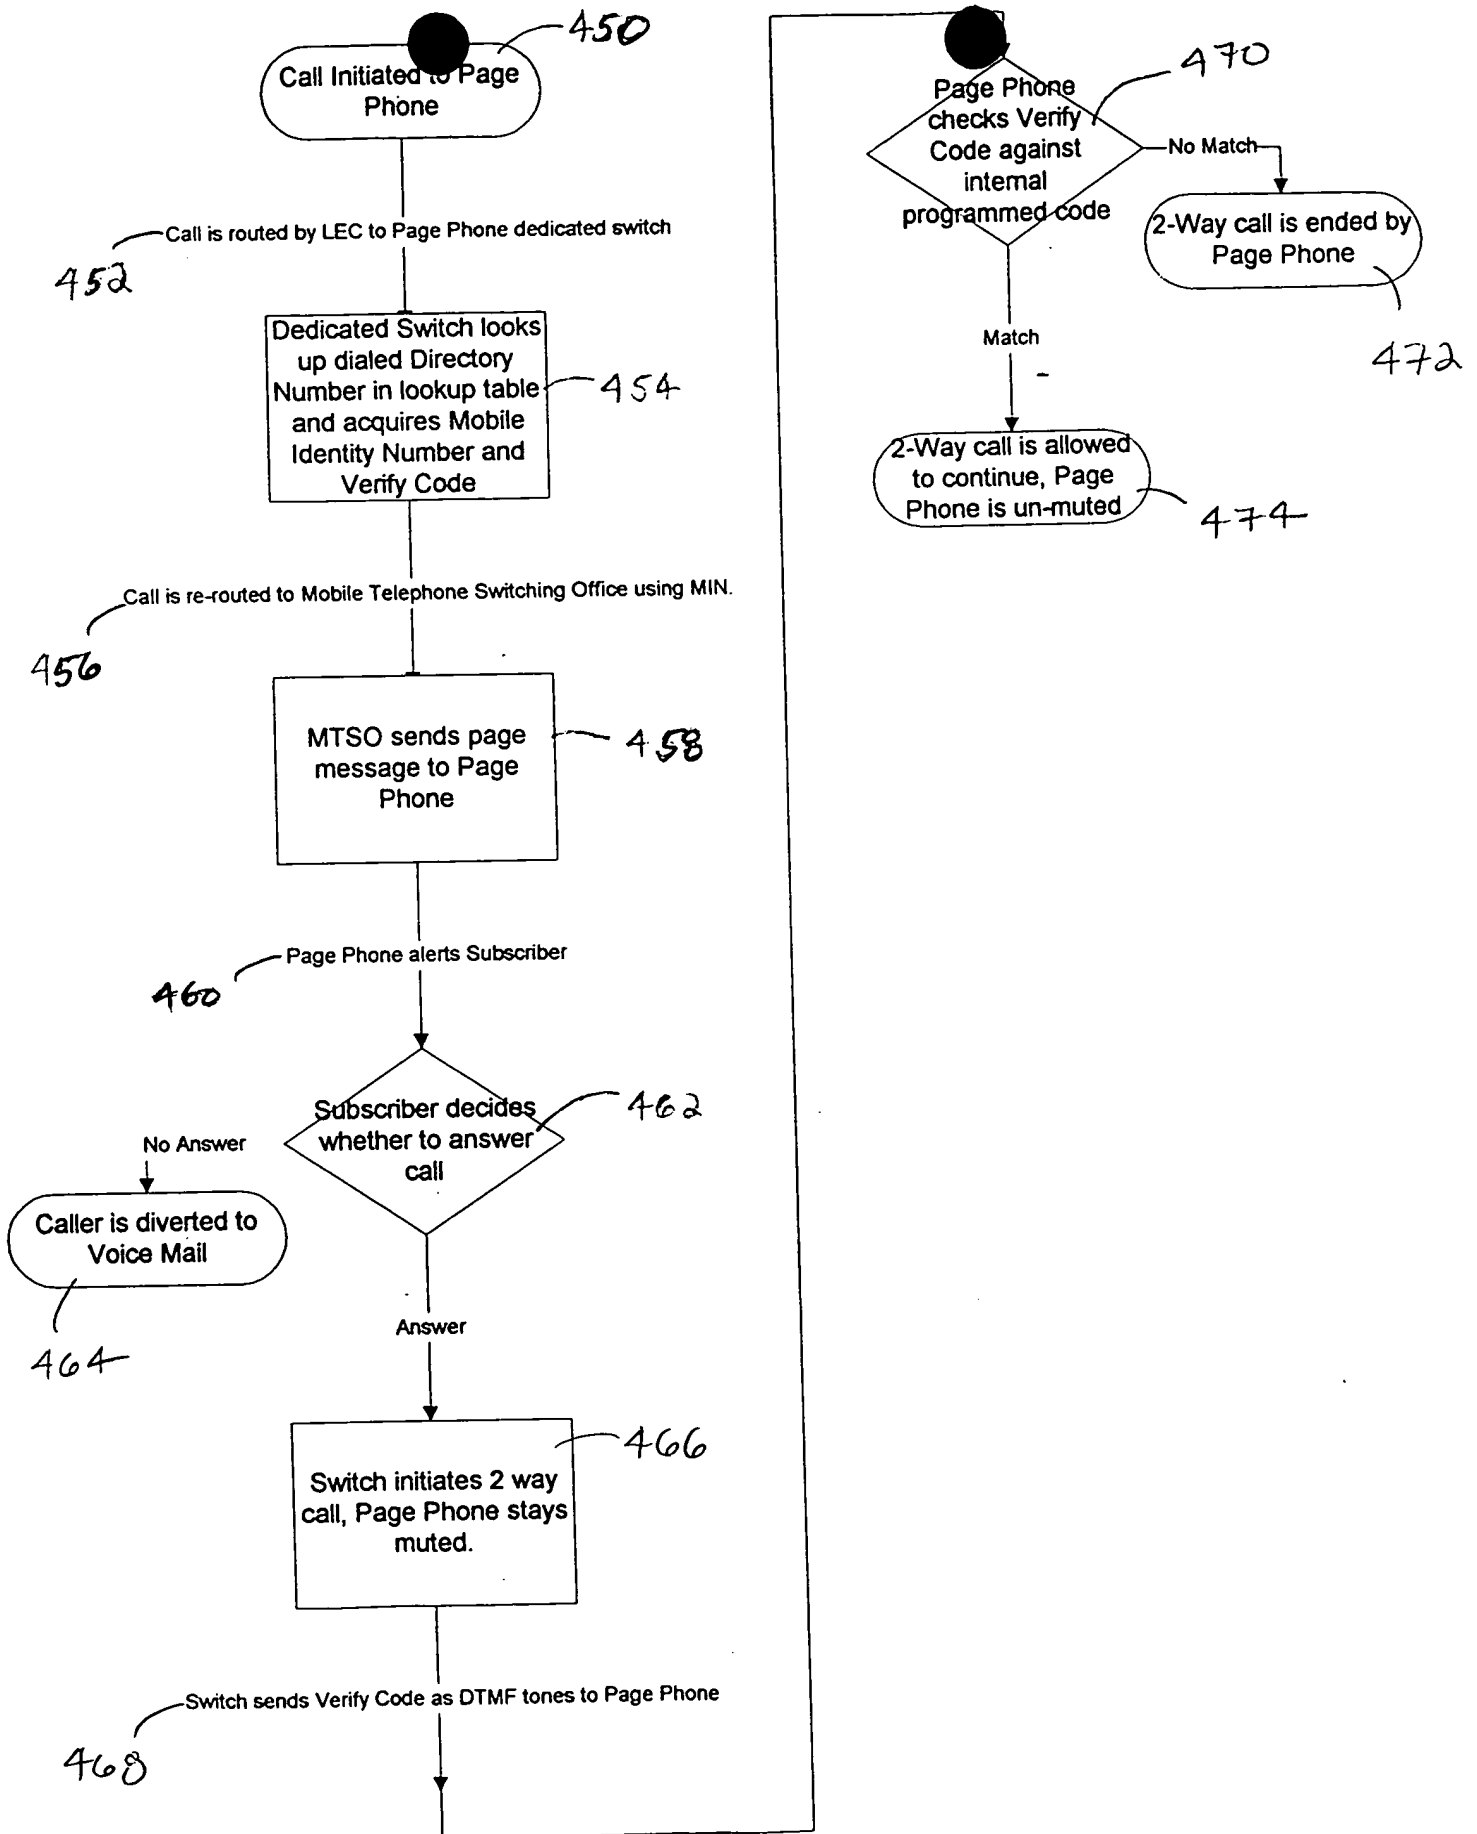 450
Call Initiated to Page
Phone
Call is routed by LEC to Page Phone dedicated switch
452
Dedicated Switch looks
up dialed Directory
Number in lookup table
and acquires Mobile
Identity Number and
Verify Code
454
Call is re-routed to Mobile Telephone Switching Office using MIN.
456
MTSO sends page
message to Page
Phone
458
Page Phone alerts Subscriber
460
Subscriber decides
whether to answer
call
462
No Answer
Caller is diverted to
Voice Mail
464
Answer
Switch initiates 2 way
call, Page Phone stays
muted.
466
Switch sends Verify Code as DTMF tones to Page Phone
468
Page Phone
checks Verify
Code against
internal
programmed code
470
No Match
2-Way call is ended by
Page Phone
472
Match
2-Way call is allowed
to continue, Page
Phone is un-muted
474